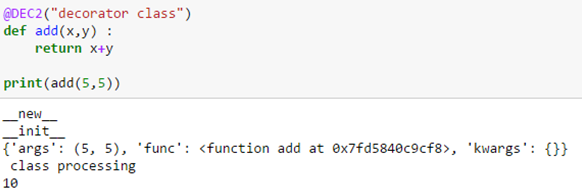 @DEC2("decorator class")
def add(x,y) :
    return x+y
print(add(5,5))
__new__
__init__
{'args': (5, 5), 'func': <function add at 0x7fd5840c9cf8>, 'kwargs': {}}
 class processing
10